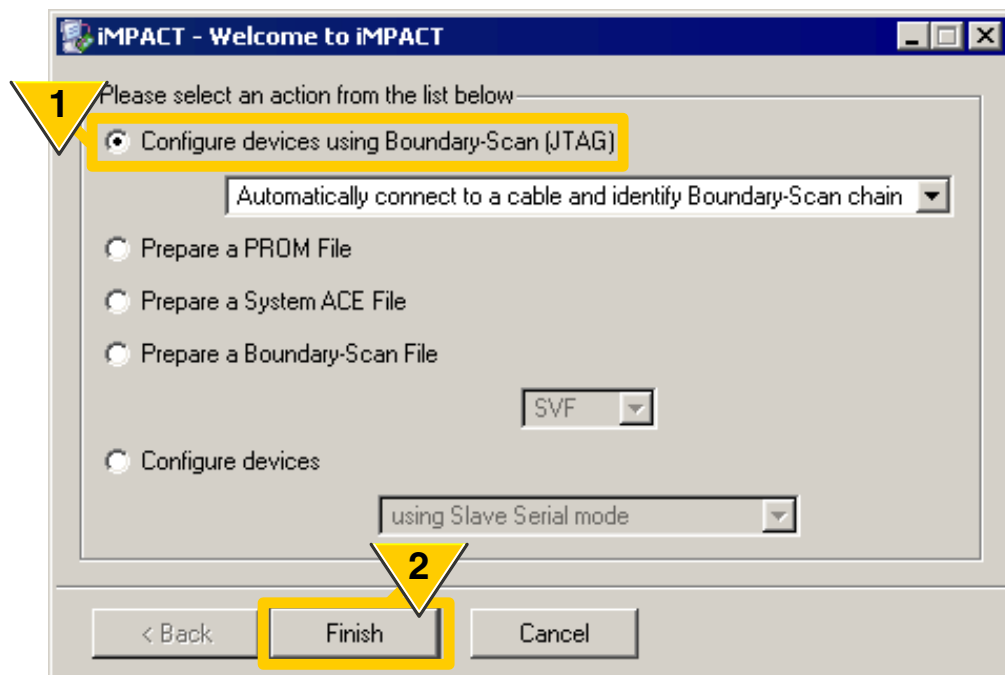 iMPACT - Welcome to iMPACT
1
Please select an action from the list below
Configure devices using Boundary-Scan (JTAG)
Automatically connect to a cable and identify Boundary-Scan chain
Prepare a PROM File
Prepare a System ACE File
Prepare a Boundary-Scan File
SVF
Configure devices
using Slave Serial mode
2
< Back Finish Cancel